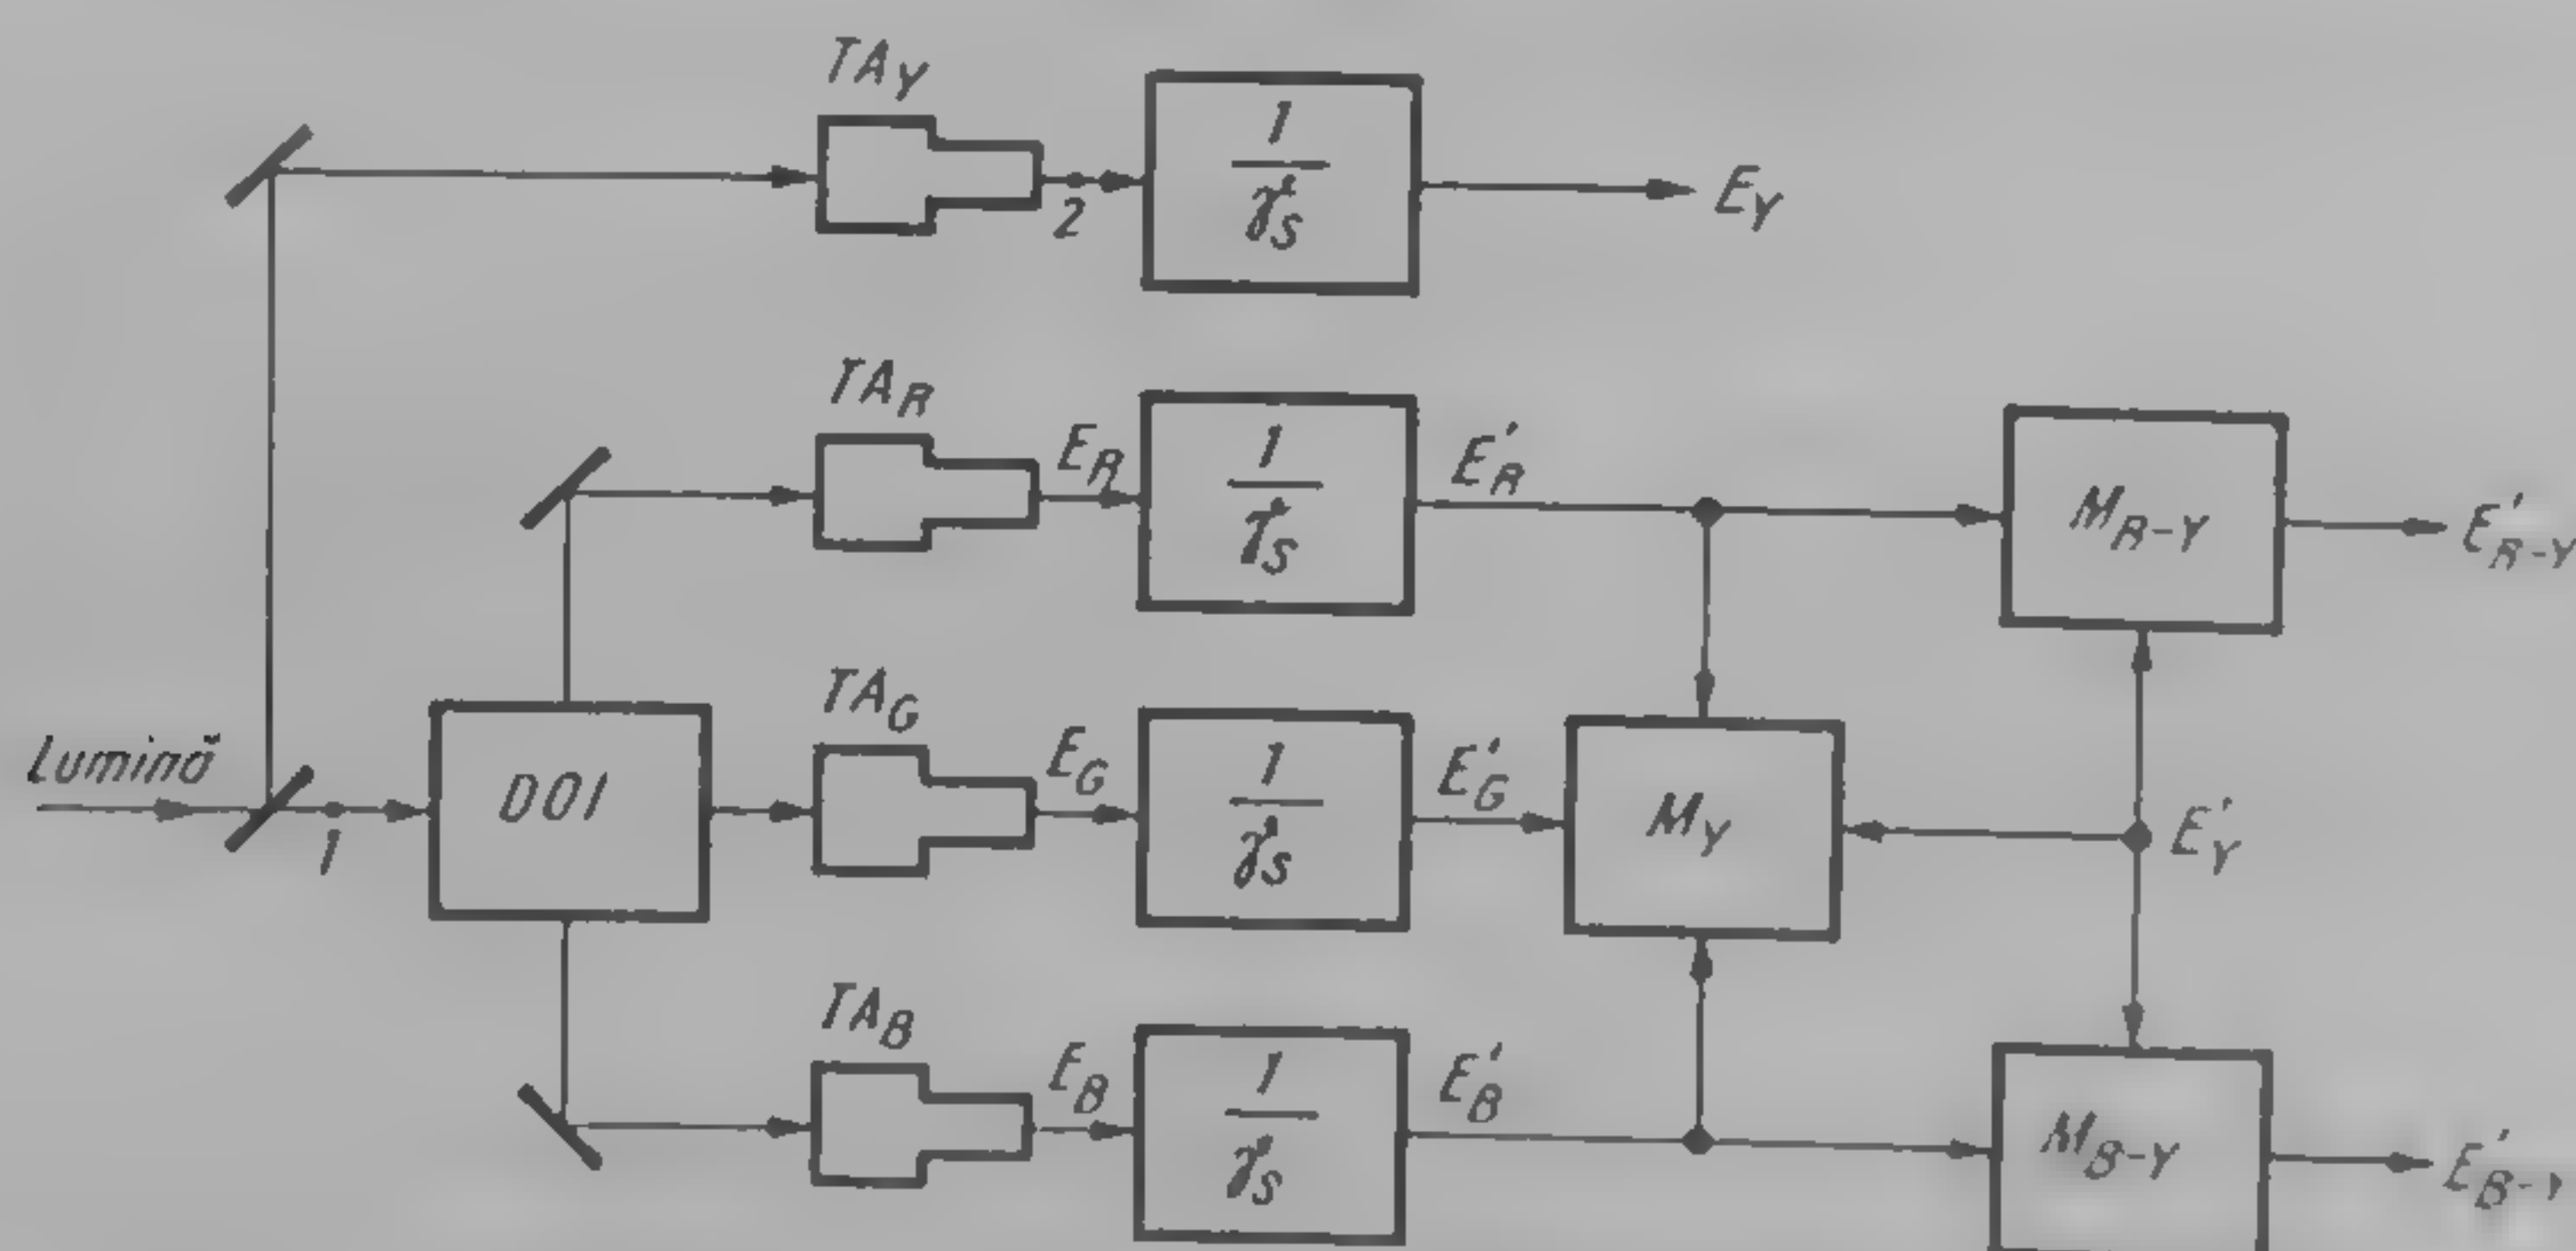 TA_Y
1/γ_S
2
E_Y
TA_R
E_R
1/γ_S
E'_R
M_R-Y
E'_R-Y
Lumină
1
DOI
TA_G
E_G
1/γ_S
E'_G
M_Y
E'_Y
TA_B
E_B
1/γ_S
E'_B
M_B-Y
E'_B-Y